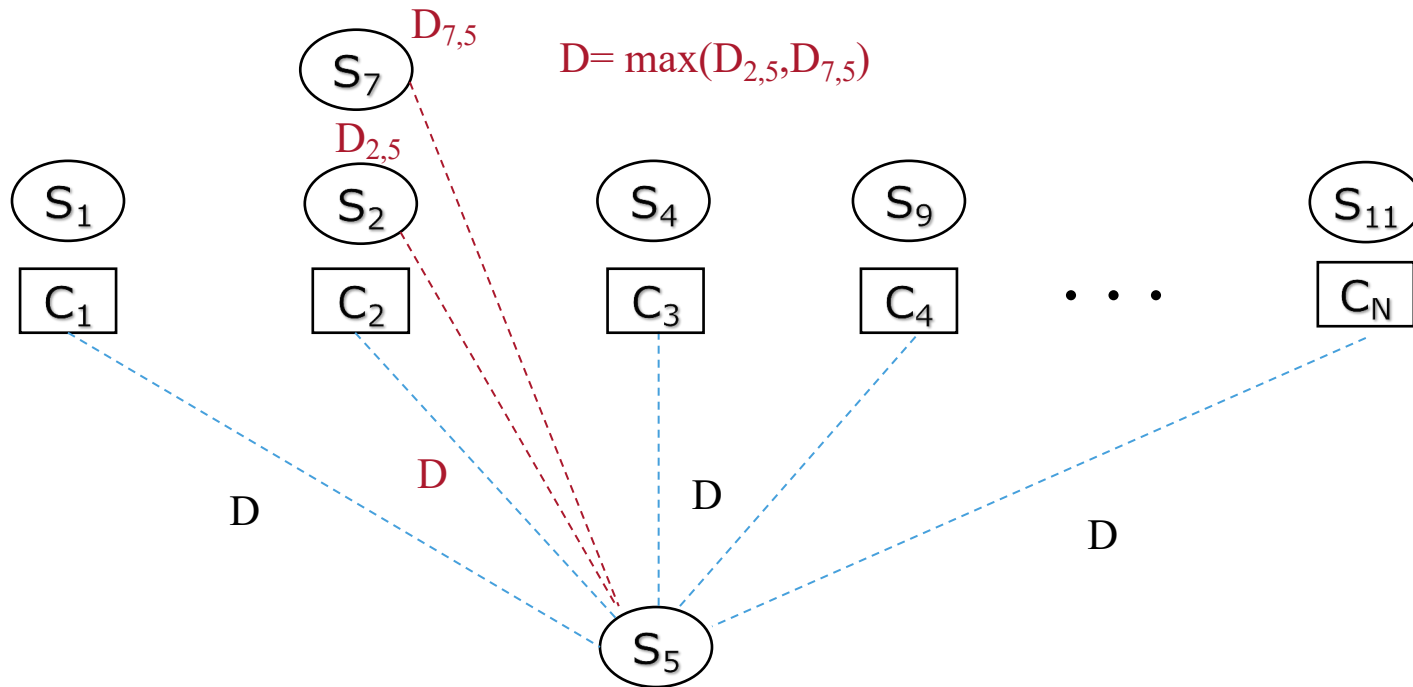 D₇,₅
S₇
D= max(D₂,₅,D₇,₅)
D₂,₅
S₁
S₂
S₄
S₉
S₁₁
C₁
C₂
C₃
C₄
. . .
C_N
D
D
D
D
S₅